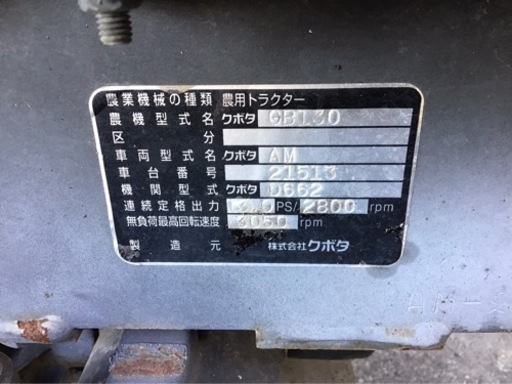 農業機械の種類 農用トラクター
農機型式名 クボタ GB130
区分
車両型式名 クボタ AM
車台番号 21513
機関型式 クボタ D662
連続定格出力 PS/2800rpm
無負荷最高回転速度 3050 rpm
製造元 株式会社クボタ